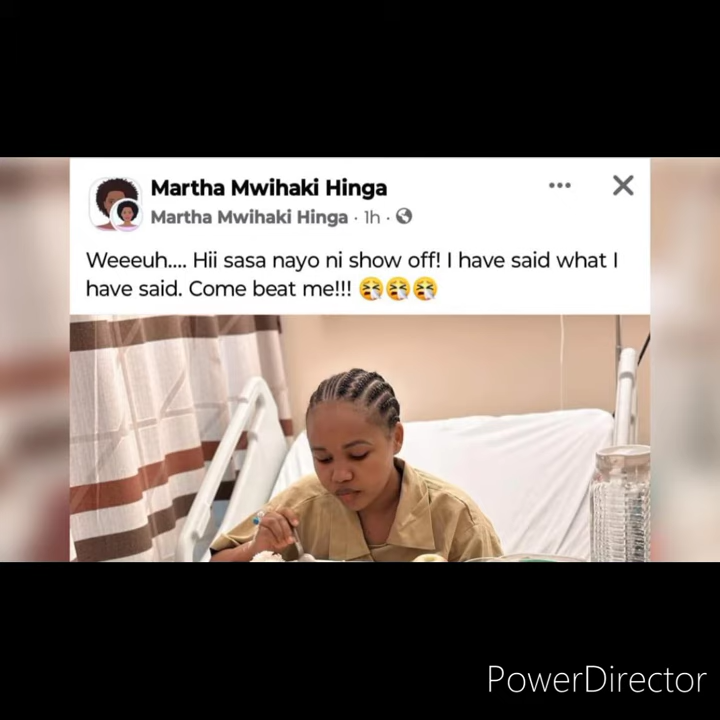 Martha Mwihaki Hinga
Martha Mwihaki Hinga · 1h ·
Weeeuh.... Hii sasa nayo ni show off! I have said what I
have said. Come beat me!!! 🤧🤧🤧
PowerDirector